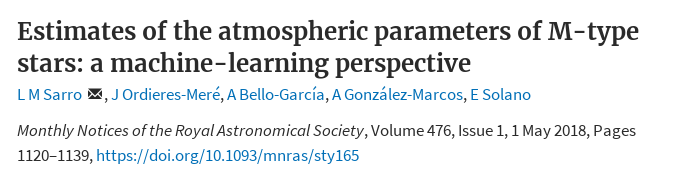 Estimates of the atmospheric parameters of M-type
stars: a machine-learning perspective
L M Sarro, J Ordieres-Meré, A Bello-García, A González-Marcos, E Solano
Monthly Notices of the Royal Astronomical Society, Volume 476, Issue 1, 1 May 2018, Pages
1120–1139, https://doi.org/10.1093/mnras/sty165